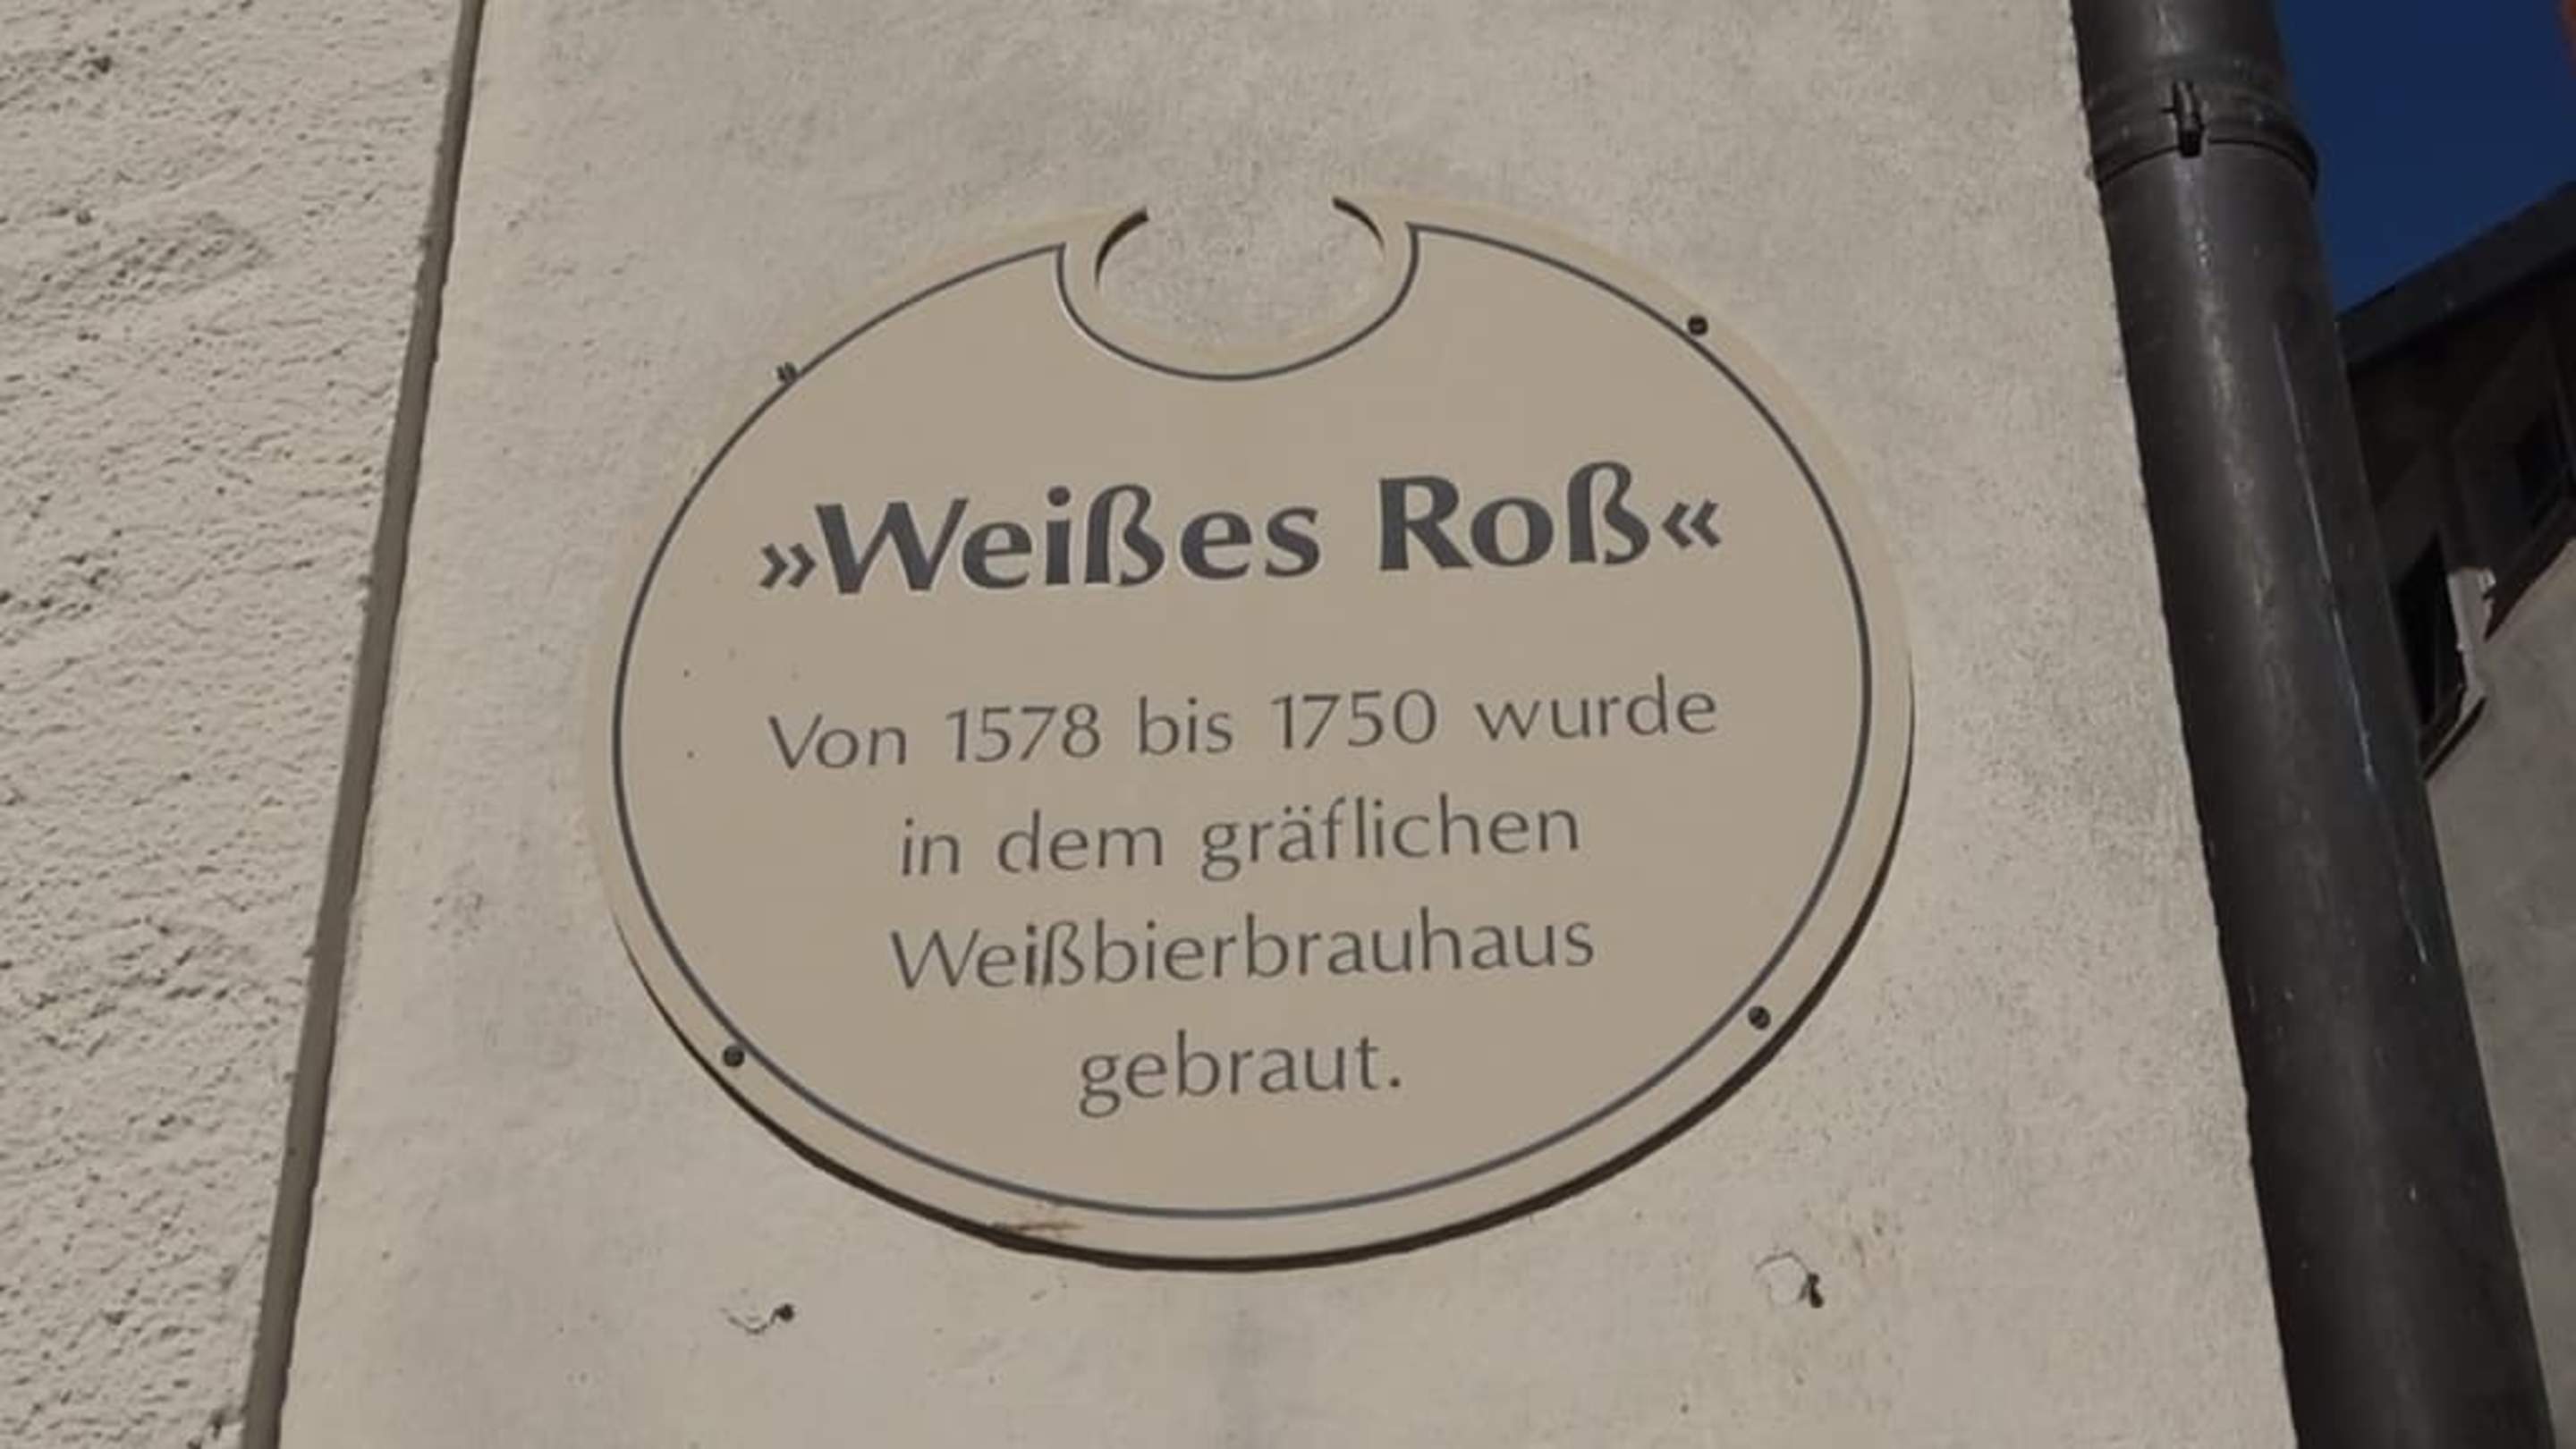 »Weißes Roß«
Von 1578 bis 1750 wurde
in dem gräflichen
Weißbierbrauhaus
gebraut.